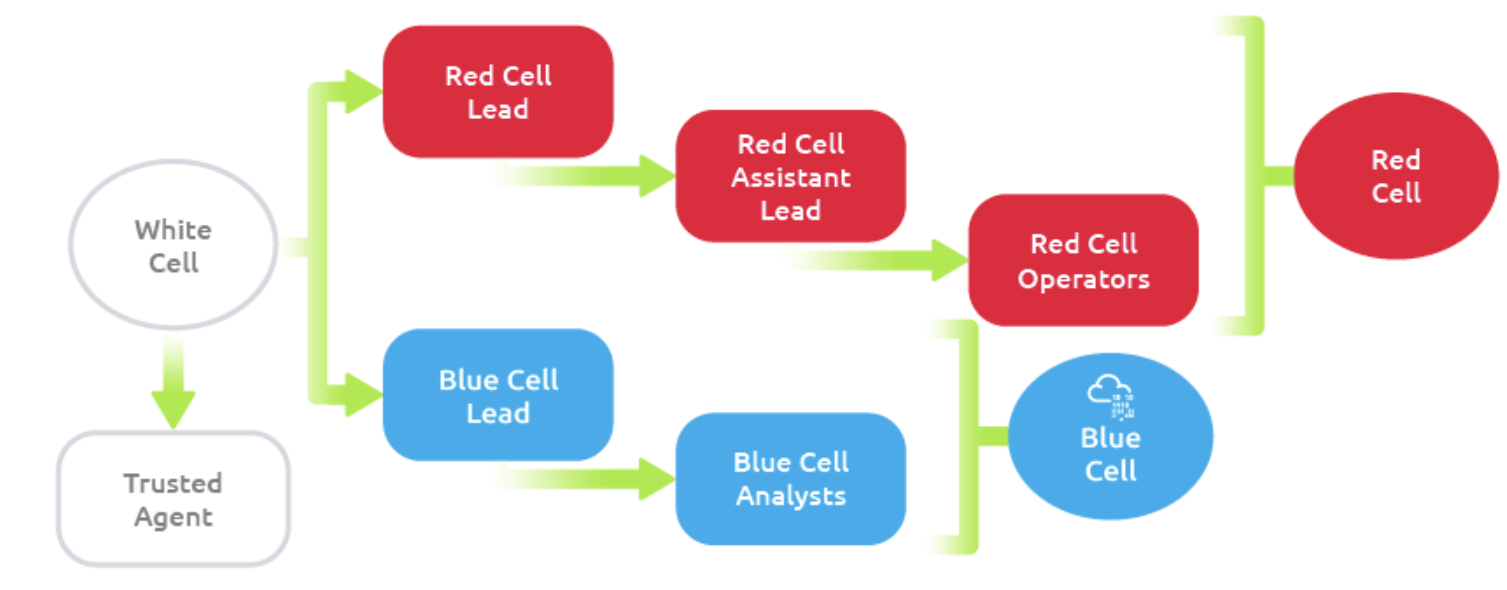 Red Cell
Lead
Red Cell
Assistant
Lead
Red
Cell
White
Cell
Red Cell
Operators
Blue Cell
Lead
Blue
Cell
Blue Cell
Analysts
Trusted
Agent